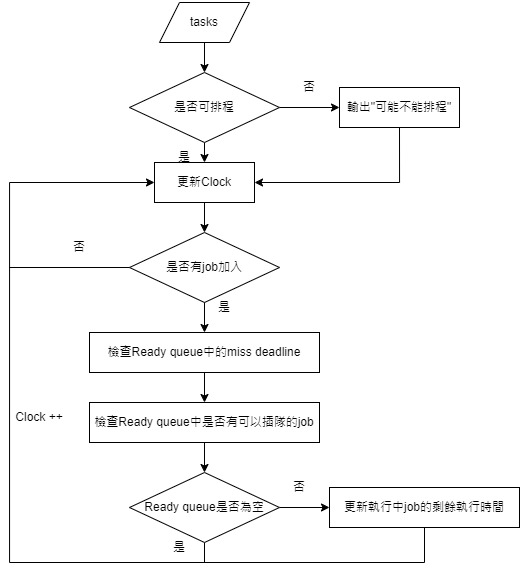 tasks
是否可排程
否
輸出"可能不能排程"
是
更新Clock
否
是否有job加入
是
檢查Ready queue中的miss deadline
Clock ++
檢查Ready queue中是否有可以插隊的job
Ready queue是否為空
否
更新執行中job的剩餘執行時間
是